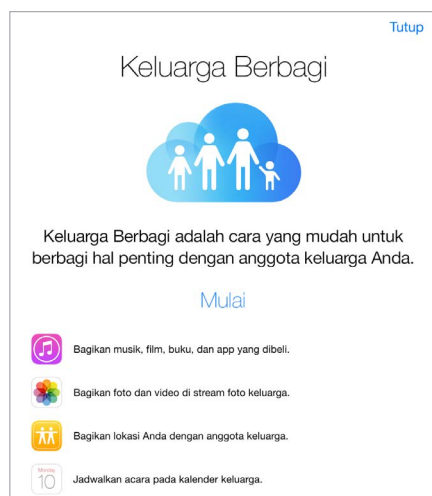 Tutup
Keluarga Berbagi
Keluarga Berbagi adalah cara yang mudah untuk
berbagi hal penting dengan anggota keluarga Anda.
Mulai
Bagikan musik, film, buku, dan app yang dibeli.
Bagikan foto dan video di stream foto keluarga.
Bagikan lokasi Anda dengan anggota keluarga.
Monday
10
Jadwalkan acara pada kalender keluarga.